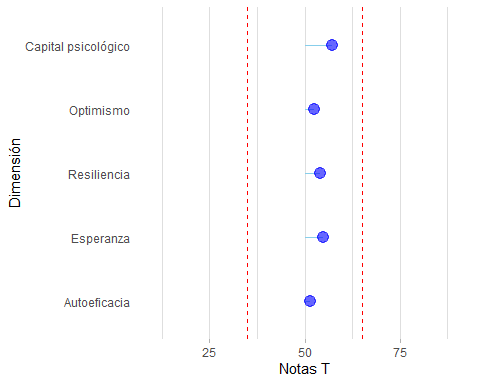 Capital psicológico
Optimismo
Resiliencia
Esperanza
Autoeficacia
Dimensión
25
50
75
Notas T